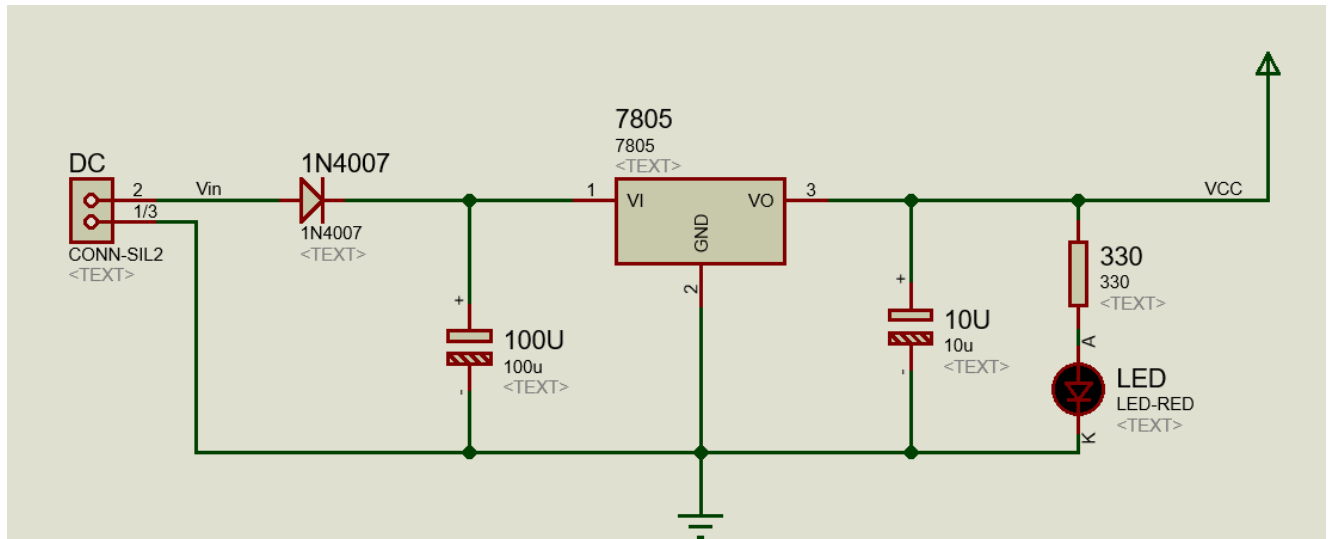 7805
7805
<TEXT>
DC
2
1/3
CONN-SIL2
<TEXT>
Vin
1N4007
1N4007
<TEXT>
1
VI
VO
GND
3
2
VCC
+
100U
100u
<TEXT>
-
+
10U
10u
<TEXT>
-
330
330
<TEXT>
A
LED
LED-RED
<TEXT>
K